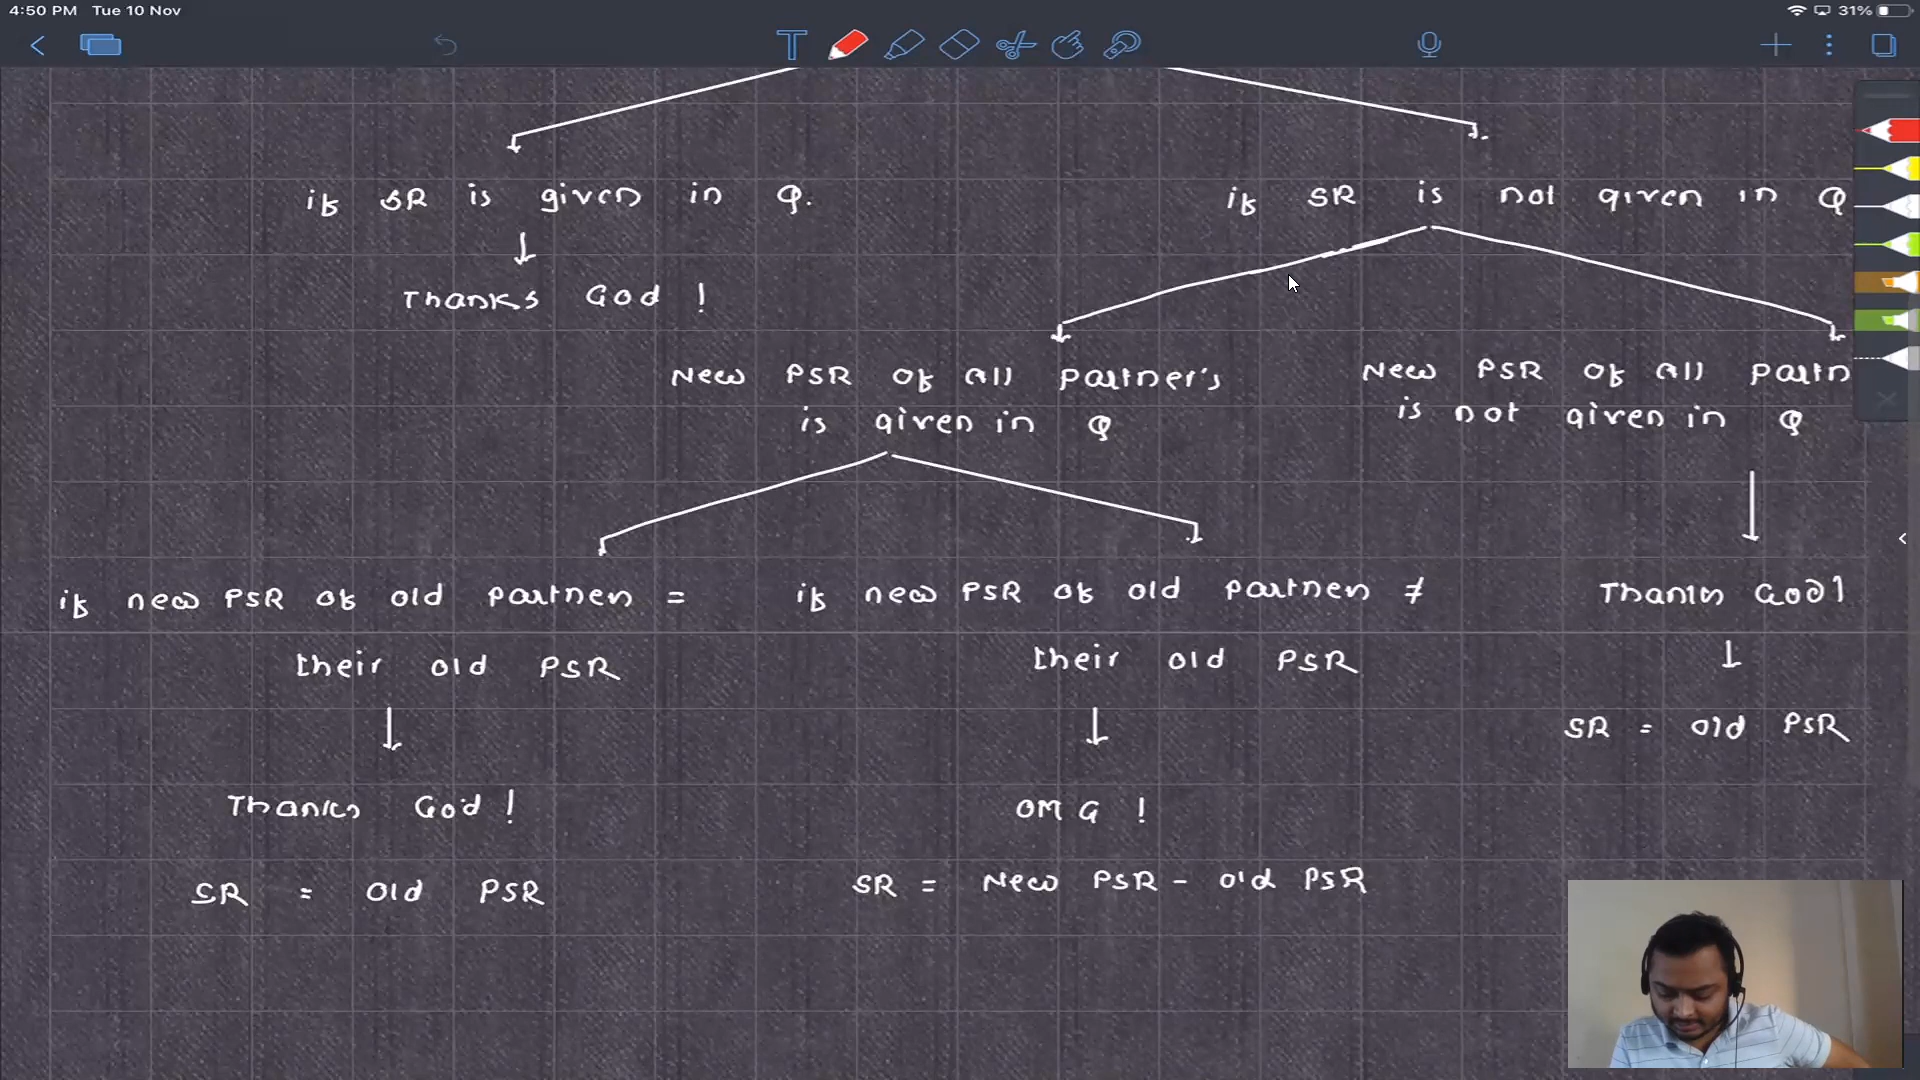 4:50 PM Tue 10 Nov
31%
if SR is given in Q.
if SR is not given in Q
Thanks God !
New PSR of all Partner's
is given in Q
New PSR of all Partn
is not given in Q
if new PSR of old partner =
their old PSR
if new PSR of old partner ≠
their old PSR
Thanks God!
SR = old PSR
Thanks God !
SR = old PSR
OMG !
SR = New PSR - old PSR